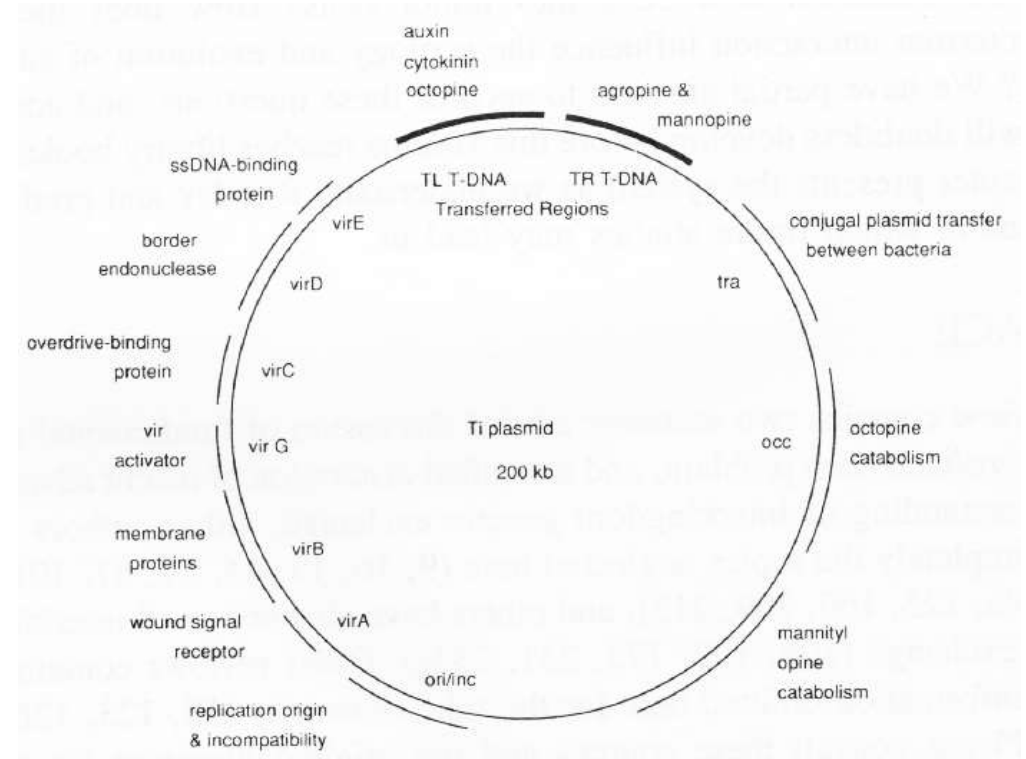 auxin
cytokinin
octopine
agropine &
mannopine
ssDNA-binding
protein
TL T-DNA
TR T-DNA
Transferred Regions
virE
conjugal plasmid transfer
between bacteria
border
endonuclease
virD
tra
overdrive-binding
protein
virC
vir
activator
vir G
Ti plasmid
200 kb
occ
octopine
catabolism
membrane
proteins
virB
wound signal
receptor
virA
mannityl
opine
catabolism
ori/inc
replication origin
& incompatibility